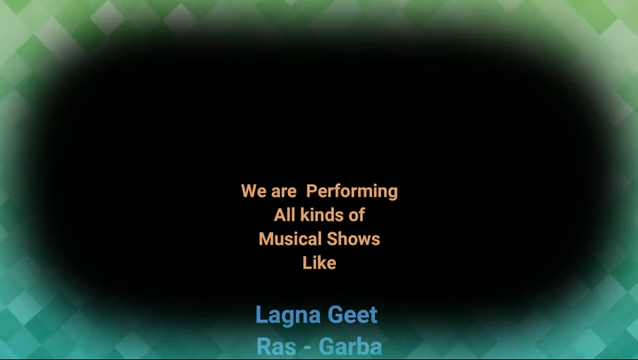 We are  Performing
All kinds of
Musical Shows
Like
Lagna Geet
Ras - Garba